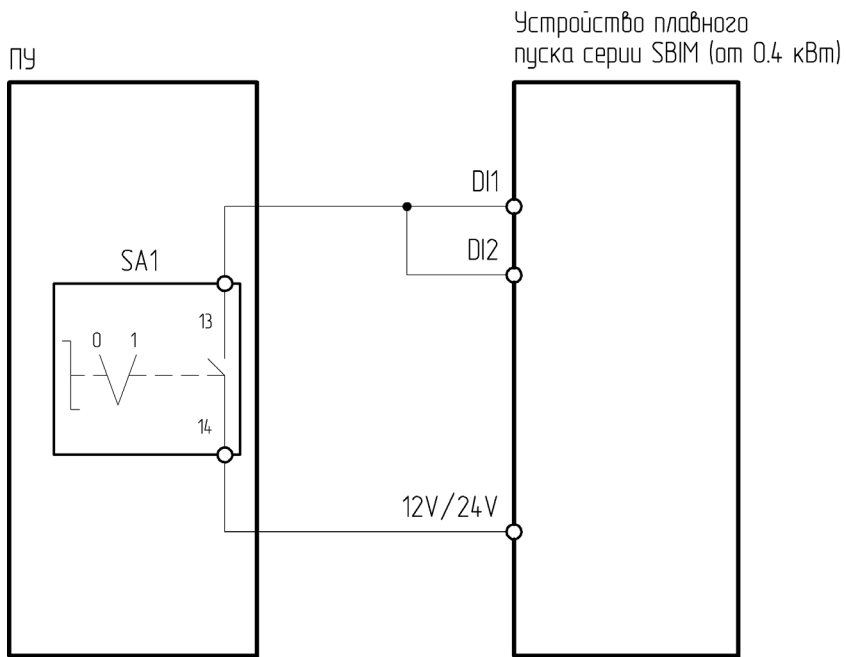 Устройство плавного
пуска серии SBIM (от 0.4 кВт)
ПУ
DI1
DI2
SA1
13
0 1
14
12V/24V